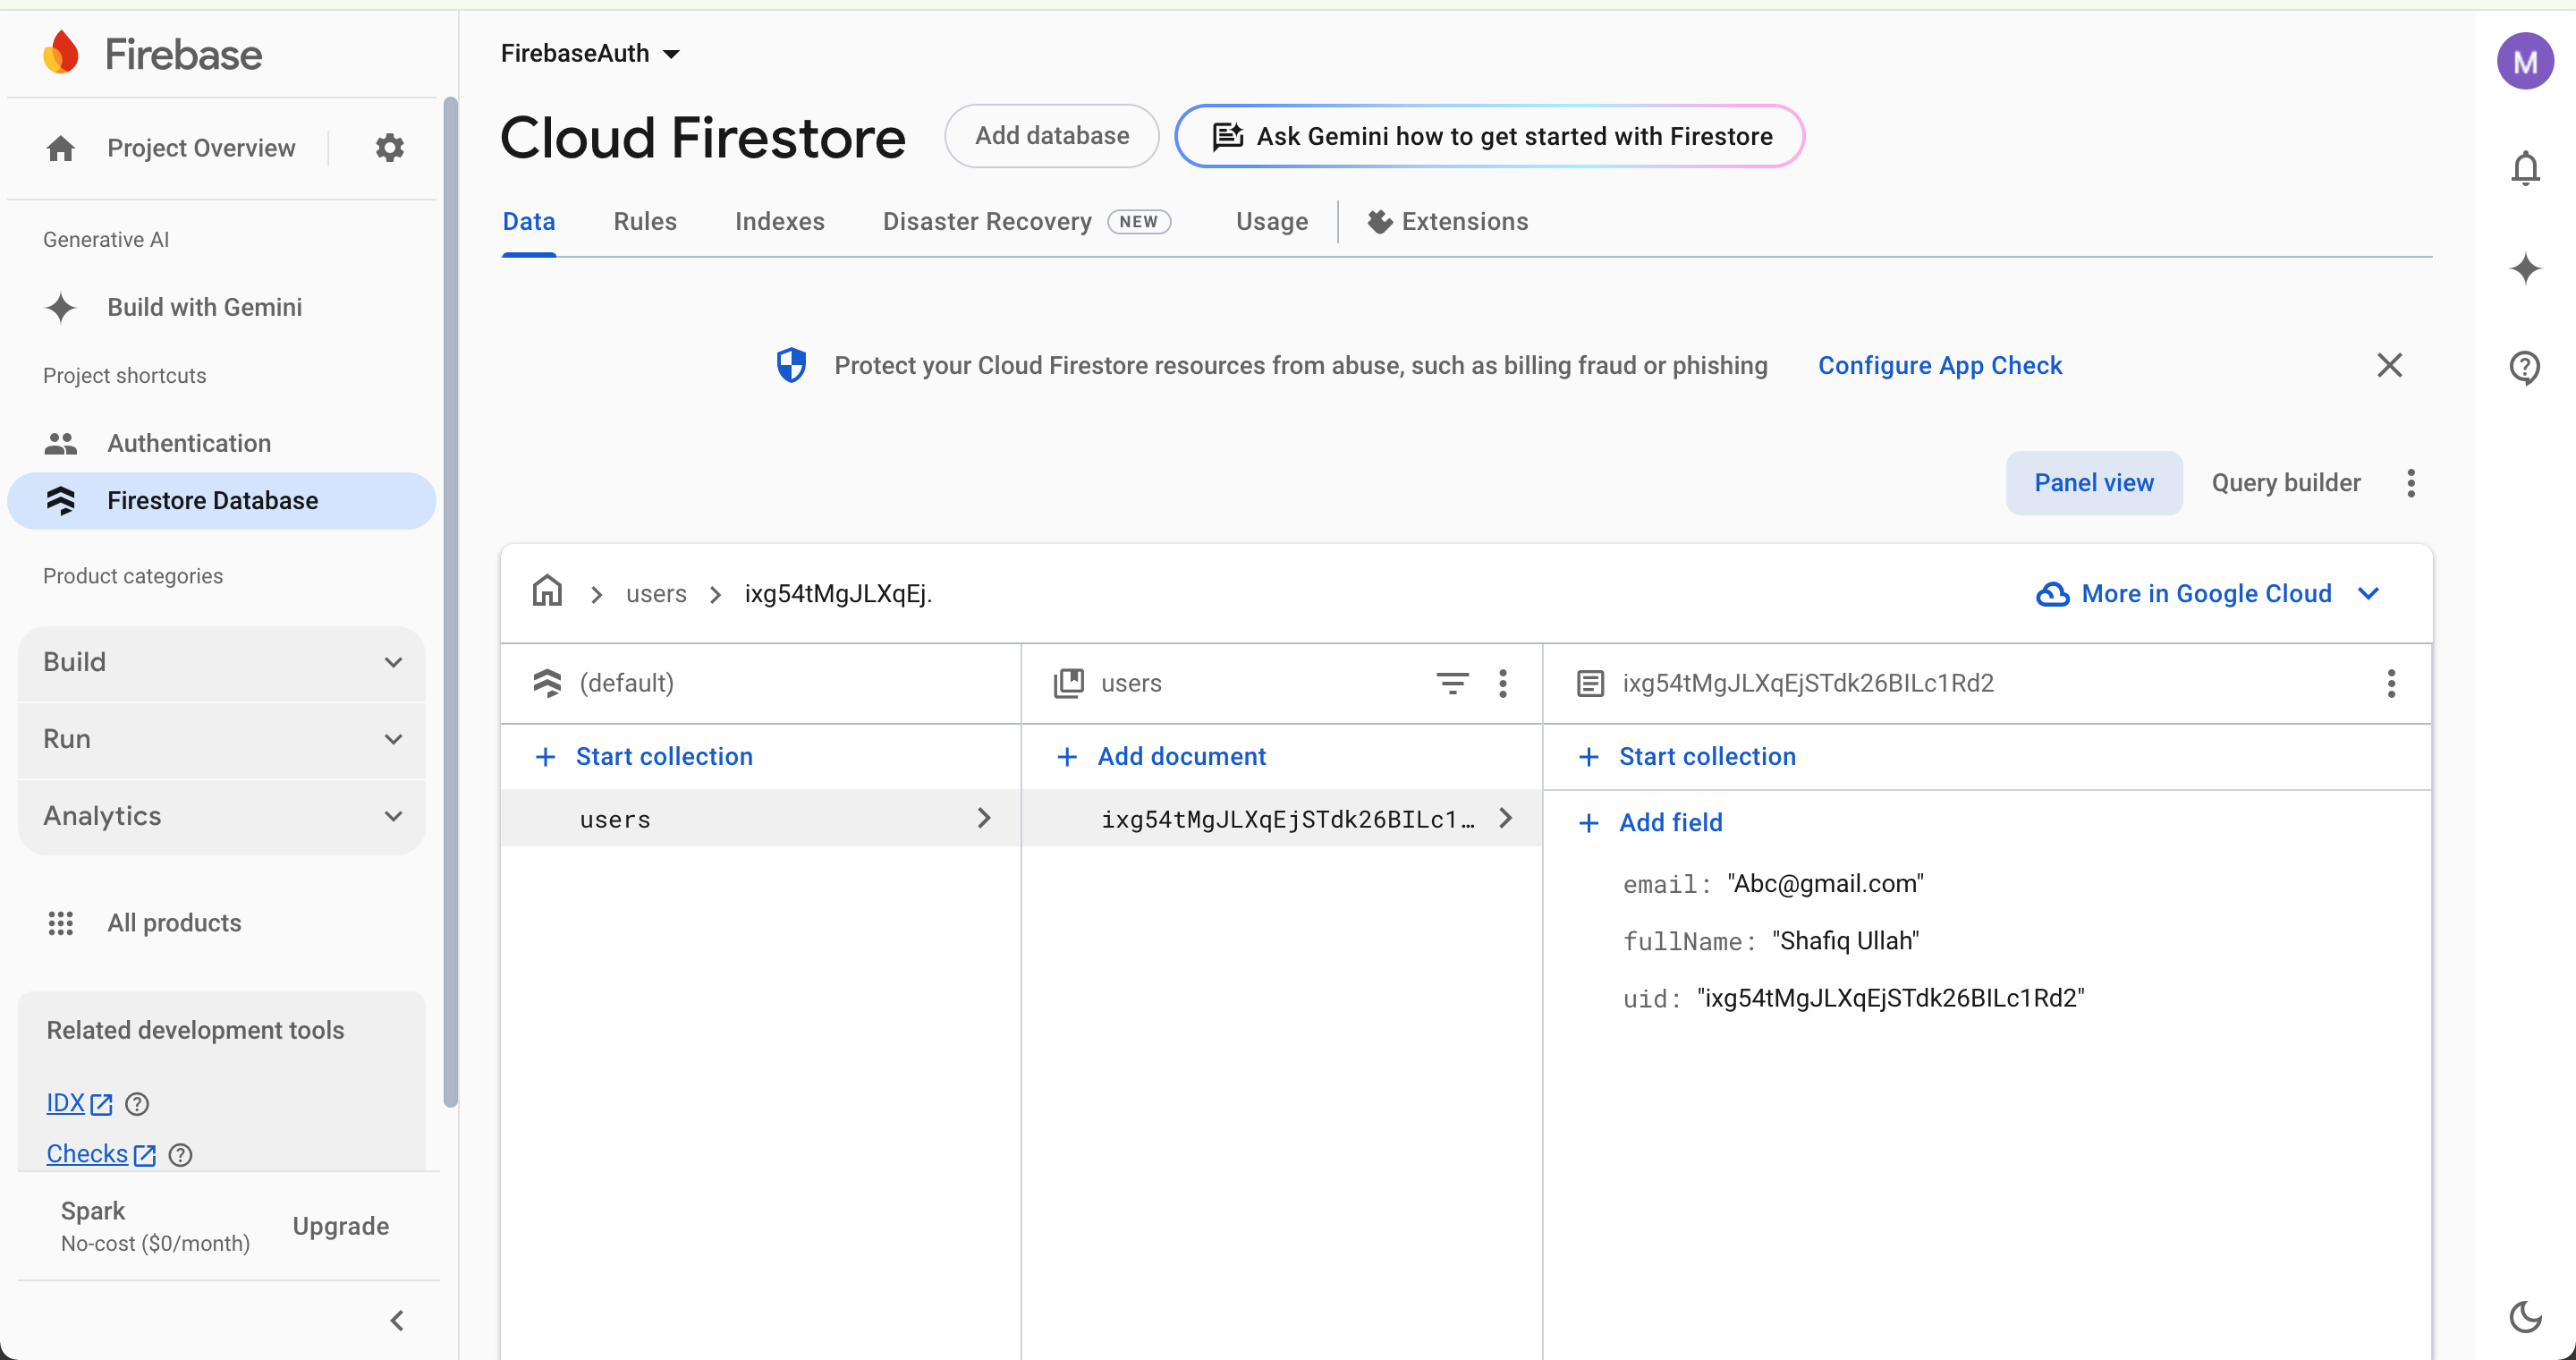 Firebase
Project Overview
Generative AI
Build with Gemini
Project shortcuts
Authentication
Firestore Database
Product categories
Build
Run
Analytics
All products
Related development tools
IDX
Checks
Spark
No-cost ($0/month)
Upgrade
FirebaseAuth
Cloud Firestore
Add database
Ask Gemini how to get started with Firestore
Data Rules Indexes Disaster Recovery NEW Usage Extensions
Protect your Cloud Firestore resources from abuse, such as billing fraud or phishing Configure App Check
Panel view Query builder
users ixg54tMgJLXqEj.
More in Google Cloud
(default)
Start collection
users
users
Add document
ixg54tMgJLXqEjSTdk26BILc1…
ixg54tMgJLXqEjSTdk26BILc1Rd2
Start collection
Add field
email: "Abc@gmail.com"
fullName: "Shafiq Ullah"
uid: "ixg54tMgJLXqEjSTdk26BILc1Rd2"
M